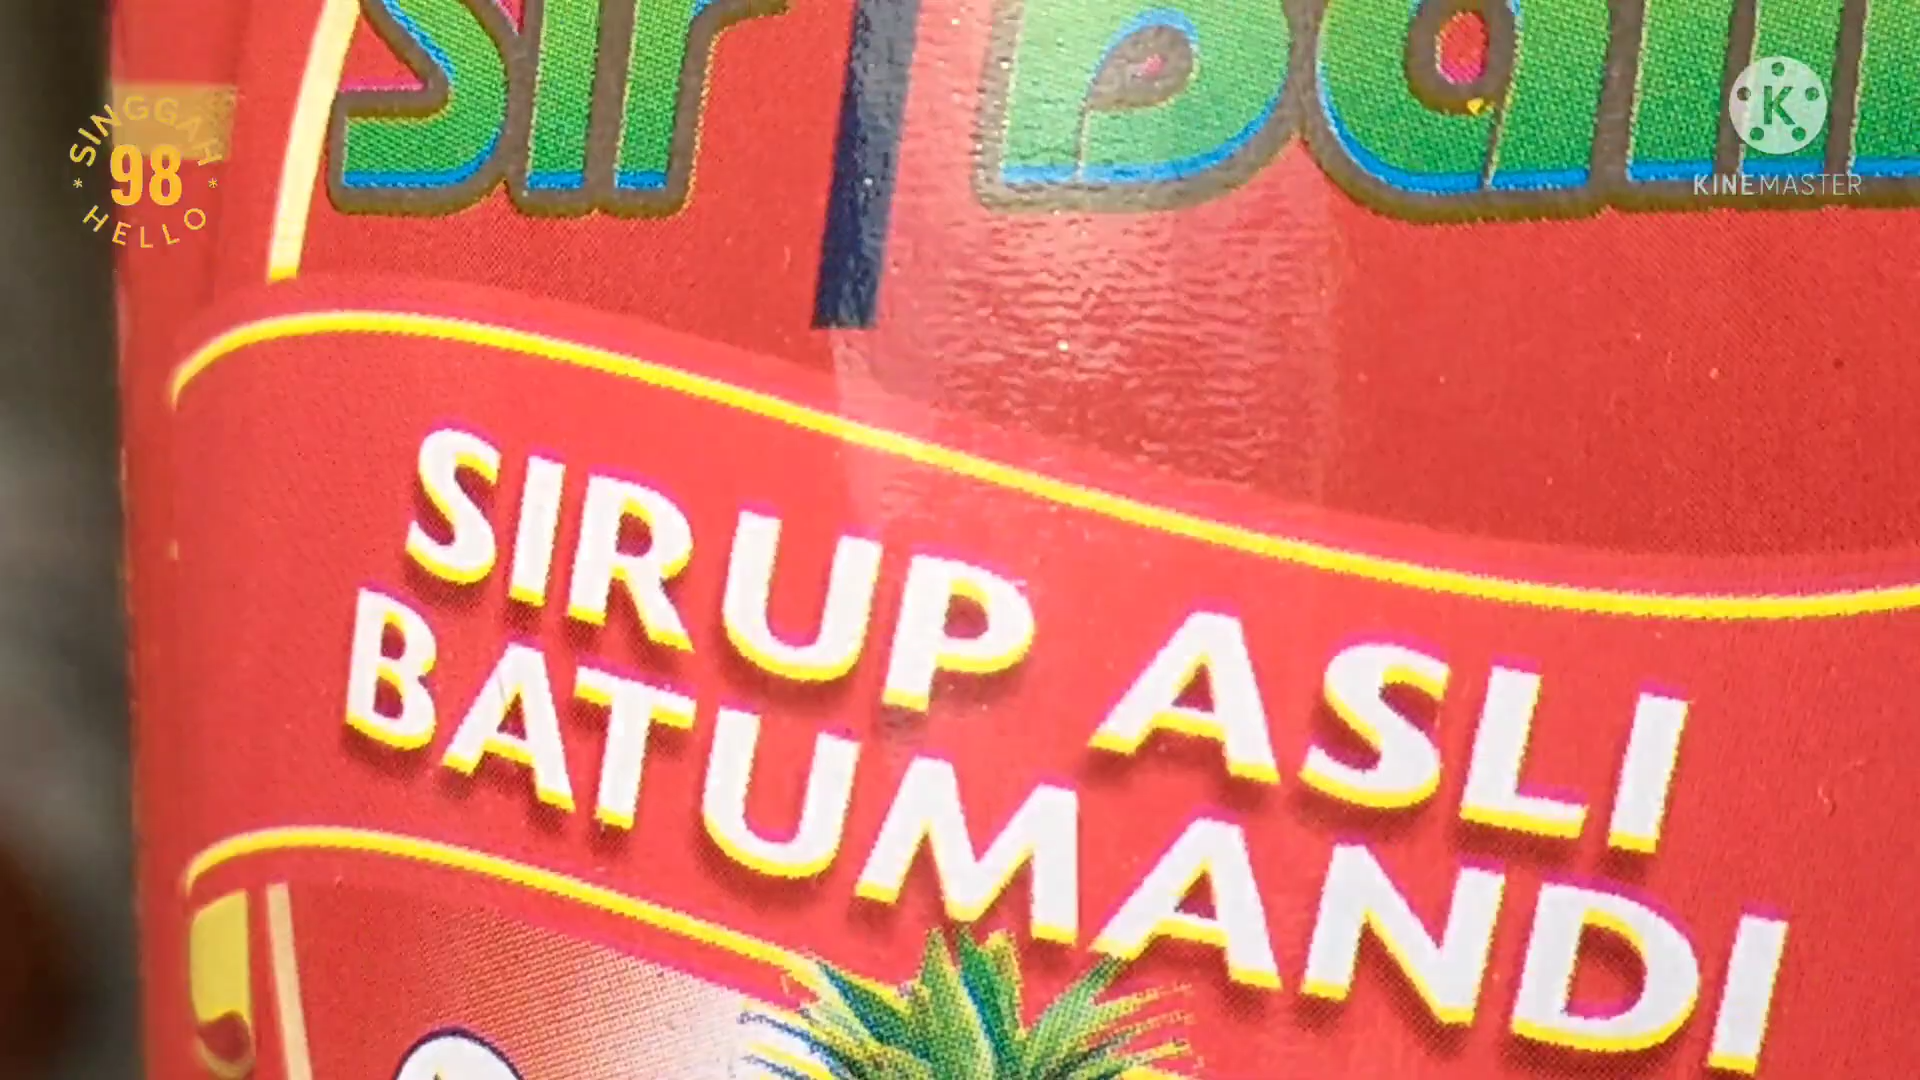 SINGGAH
98
HELLO
K
KINEMASTER
SIRUP ASLI
BATUMANDI